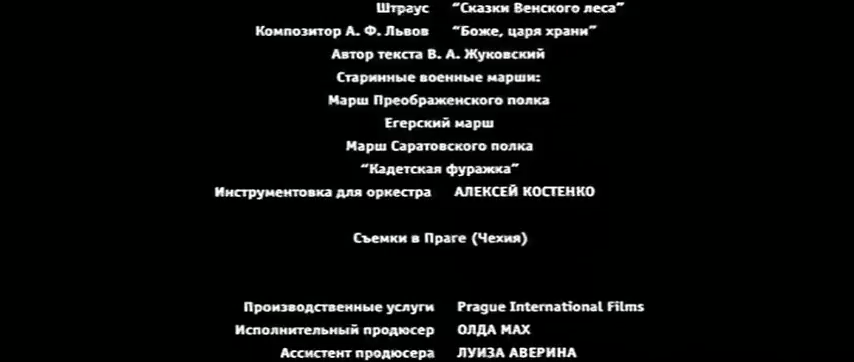 Штраус "Сказки Венского леса"
Композитор А. Ф. Львов "Боже, царя храни"
Автор текста В. А. Жуковский
Старинные военные марши:
Марш Преображенского полка
Егерский марш
Марш Саратовского полка
"Кадетская фуражка"
Инструментовка для оркестра АЛЕКСЕЙ КОСТЕНКО
Съемки в Праге (Чехия)
Производственные услуги Prague International Films
Исполнительный продюсер ОЛДА МАХ
Ассистент продюсера ЛУИЗА АВЕРИНА